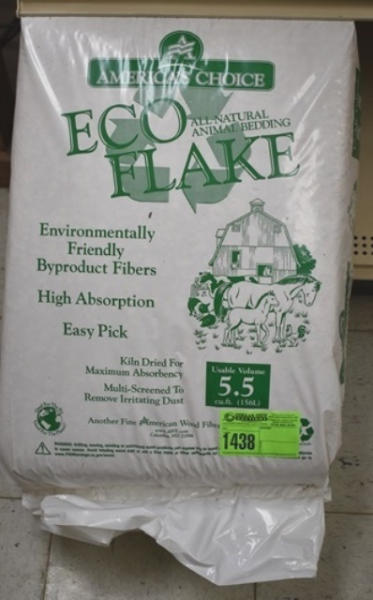 AMERICA'S CHOICE
ECO
ALL NATURAL
ANIMAL BEDDING
FLAKE
Environmentally
Friendly
Byproduct Fibers
High Absorption
Easy Pick
Kiln Dried For
Maximum Absorbency
Multi-Screened To
Remove Irritating Dust
Usable Volume
5.5
cu.ft. (156L)
Another Fine American Wood Fibers
1438